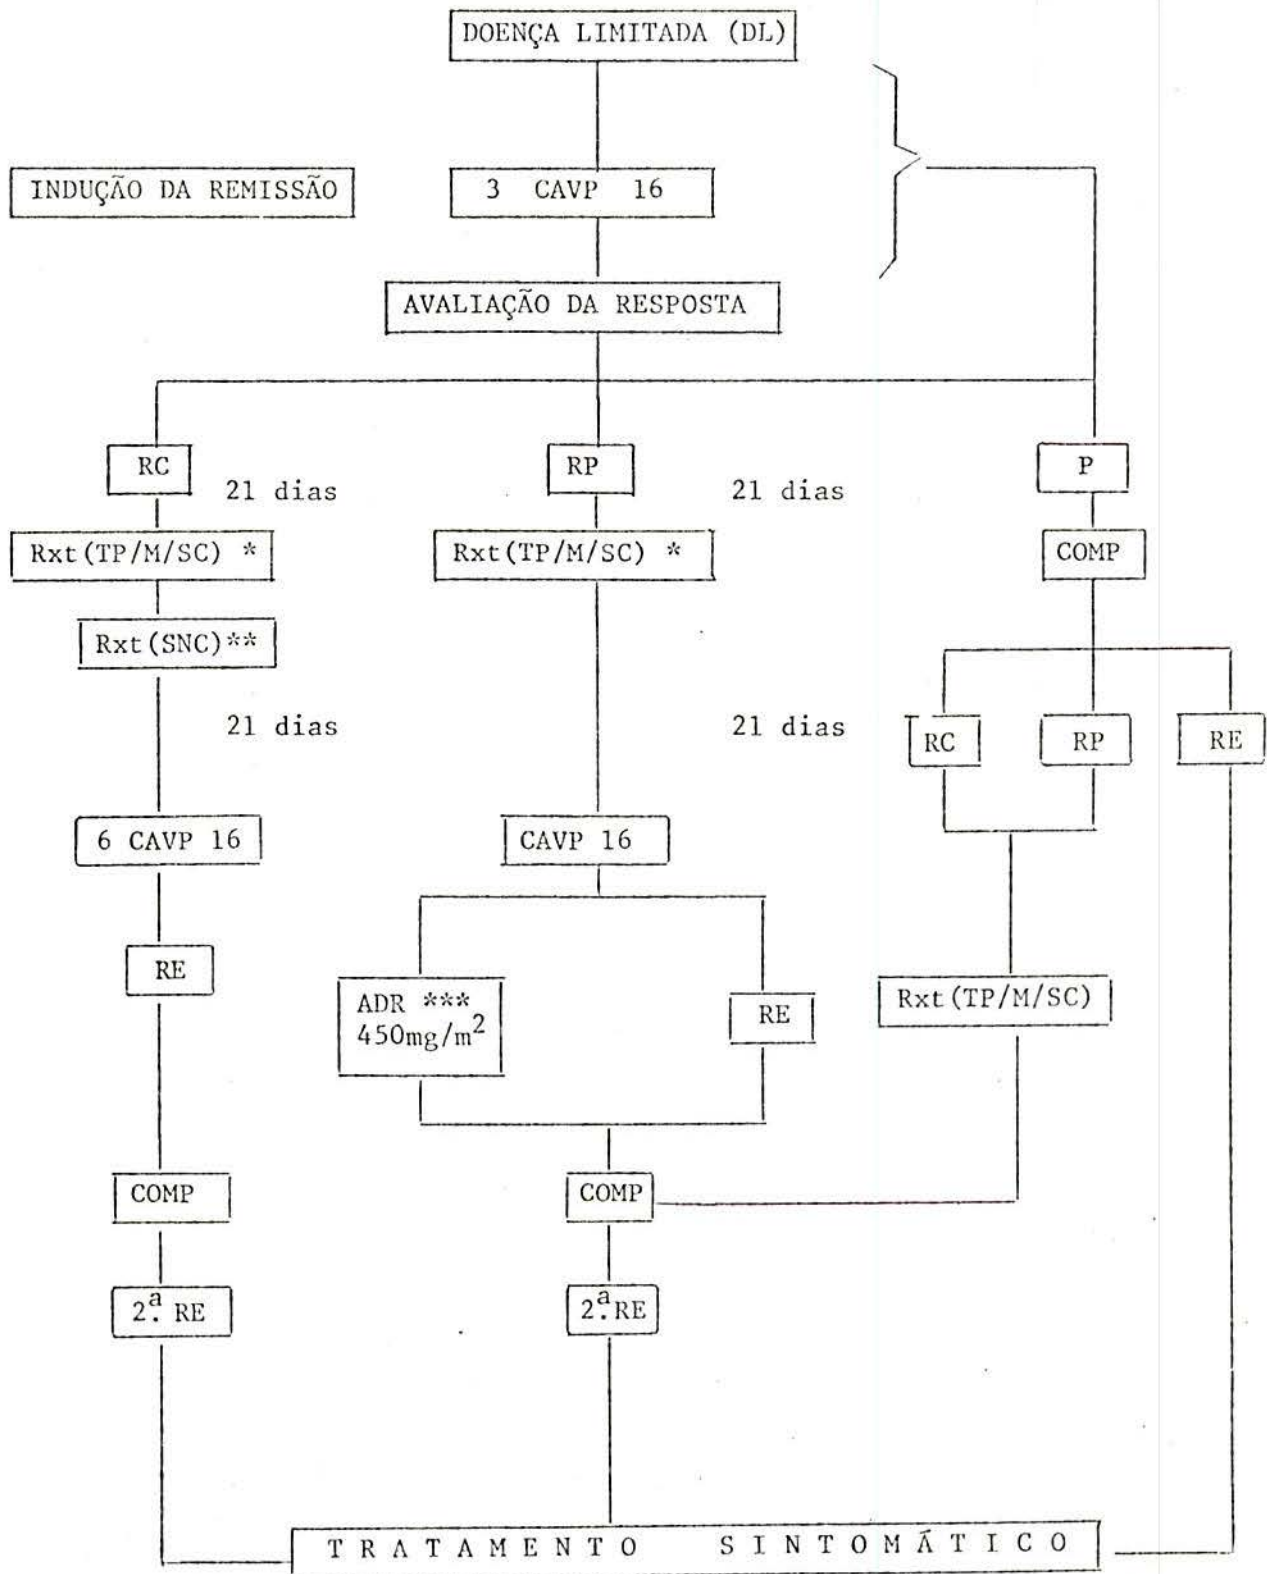 DOENÇA LIMITADA (DL)
INDUÇÃO DA REMISSÃO
3 CAVP 16
AVALIAÇÃO DA RESPOSTA
RC
21 dias
RP
21 dias
P
Rxt(TP/M/SC) *
Rxt(TP/M/SC) *
COMP
Rxt(SNC)**
21 dias
21 dias
RC
RP
RE
6 CAVP 16
CAVP 16
RE
ADR ***
450mg/m²
RE
Rxt(TP/M/SC)
COMP
COMP
2.ª RE
2.ª RE
TRATAMENTO SINTOMÁTICO